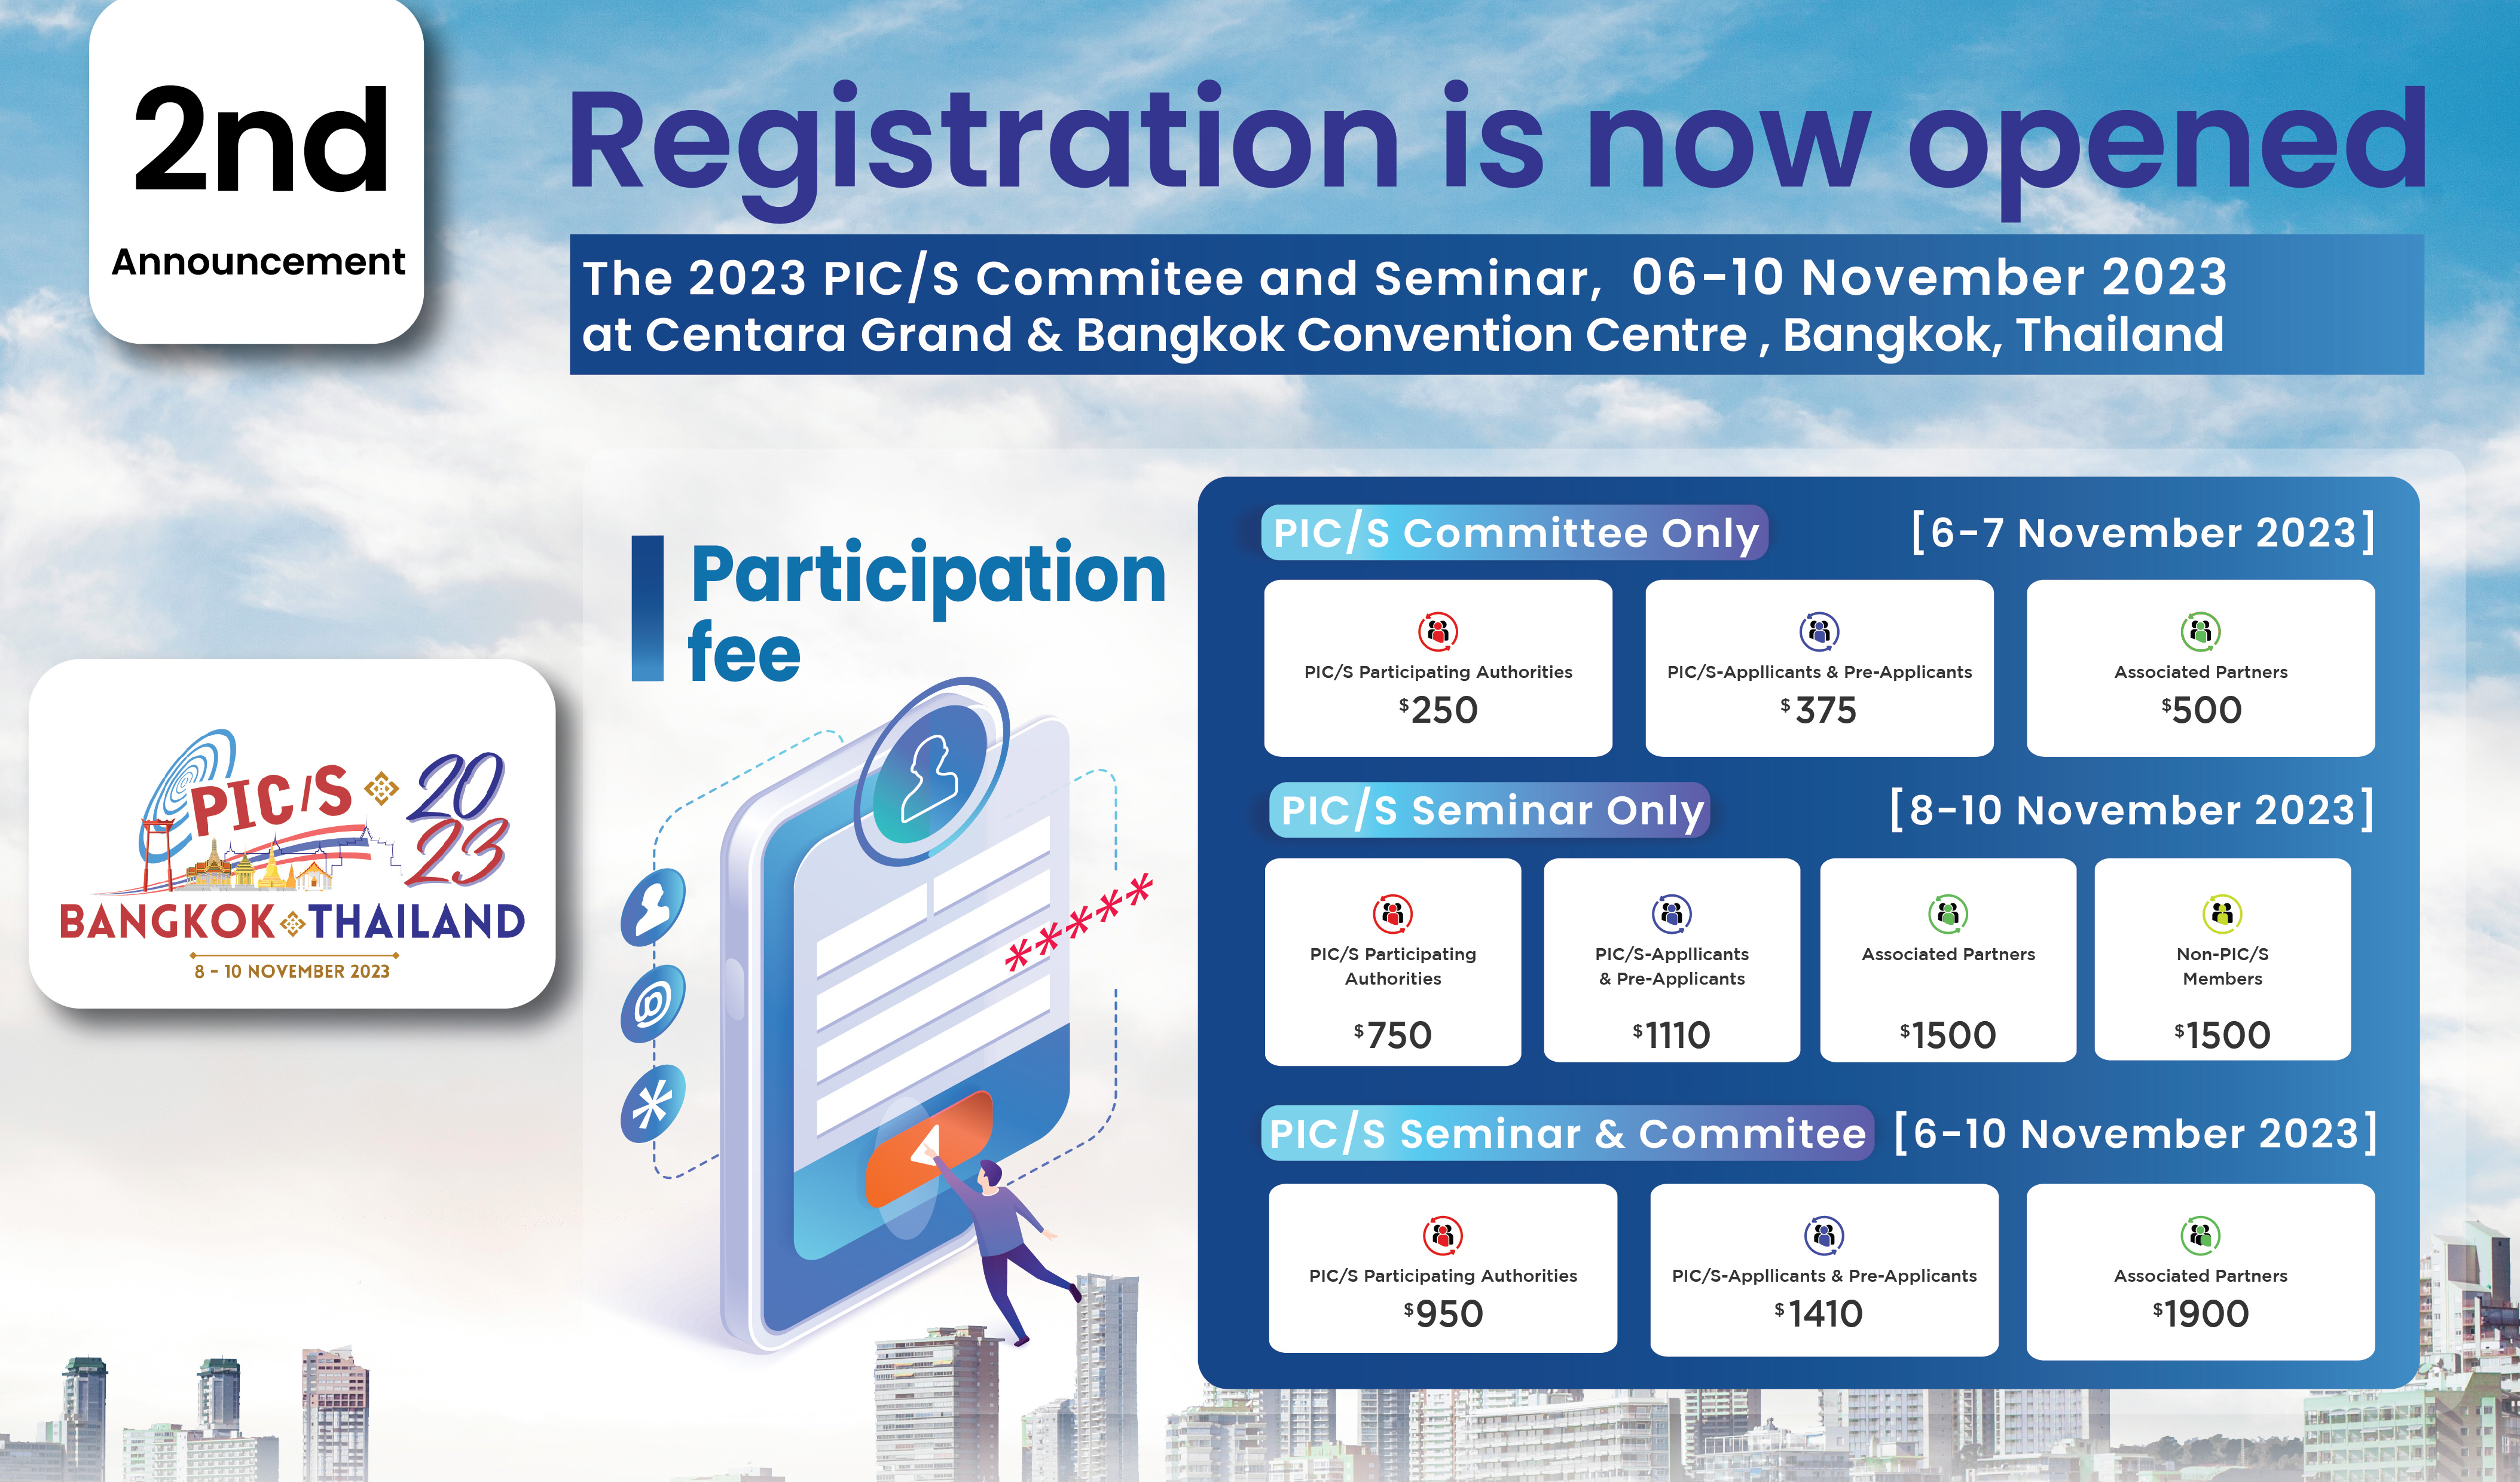 2nd
Announcement
Registration is now opened
The 2023 PIC/S Commitee and Seminar, 06-10 November 2023
at Centara Grand & Bangkok Convention Centre , Bangkok, Thailand
PIC/S 20
23
BANGKOK THAILAND
8 - 10 NOVEMBER 2023
Participation
fee
@
*
*****
PIC/S Committee Only [6-7 November 2023]
PIC/S Participating Authorities
$250
PIC/S-Appllicants & Pre-Applicants
$ 375
Associated Partners
$500
PIC/S Seminar Only [8-10 November 2023]
PIC/S Participating
Authorities
$750
PIC/S-Appllicants
& Pre-Applicants
$1110
Associated Partners
$1500
Non-PIC/S
Members
$1500
PIC/S Seminar & Commitee [6-10 November 2023]
PIC/S Participating Authorities
$950
PIC/S-Appllicants & Pre-Applicants
$1410
Associated Partners
$1900